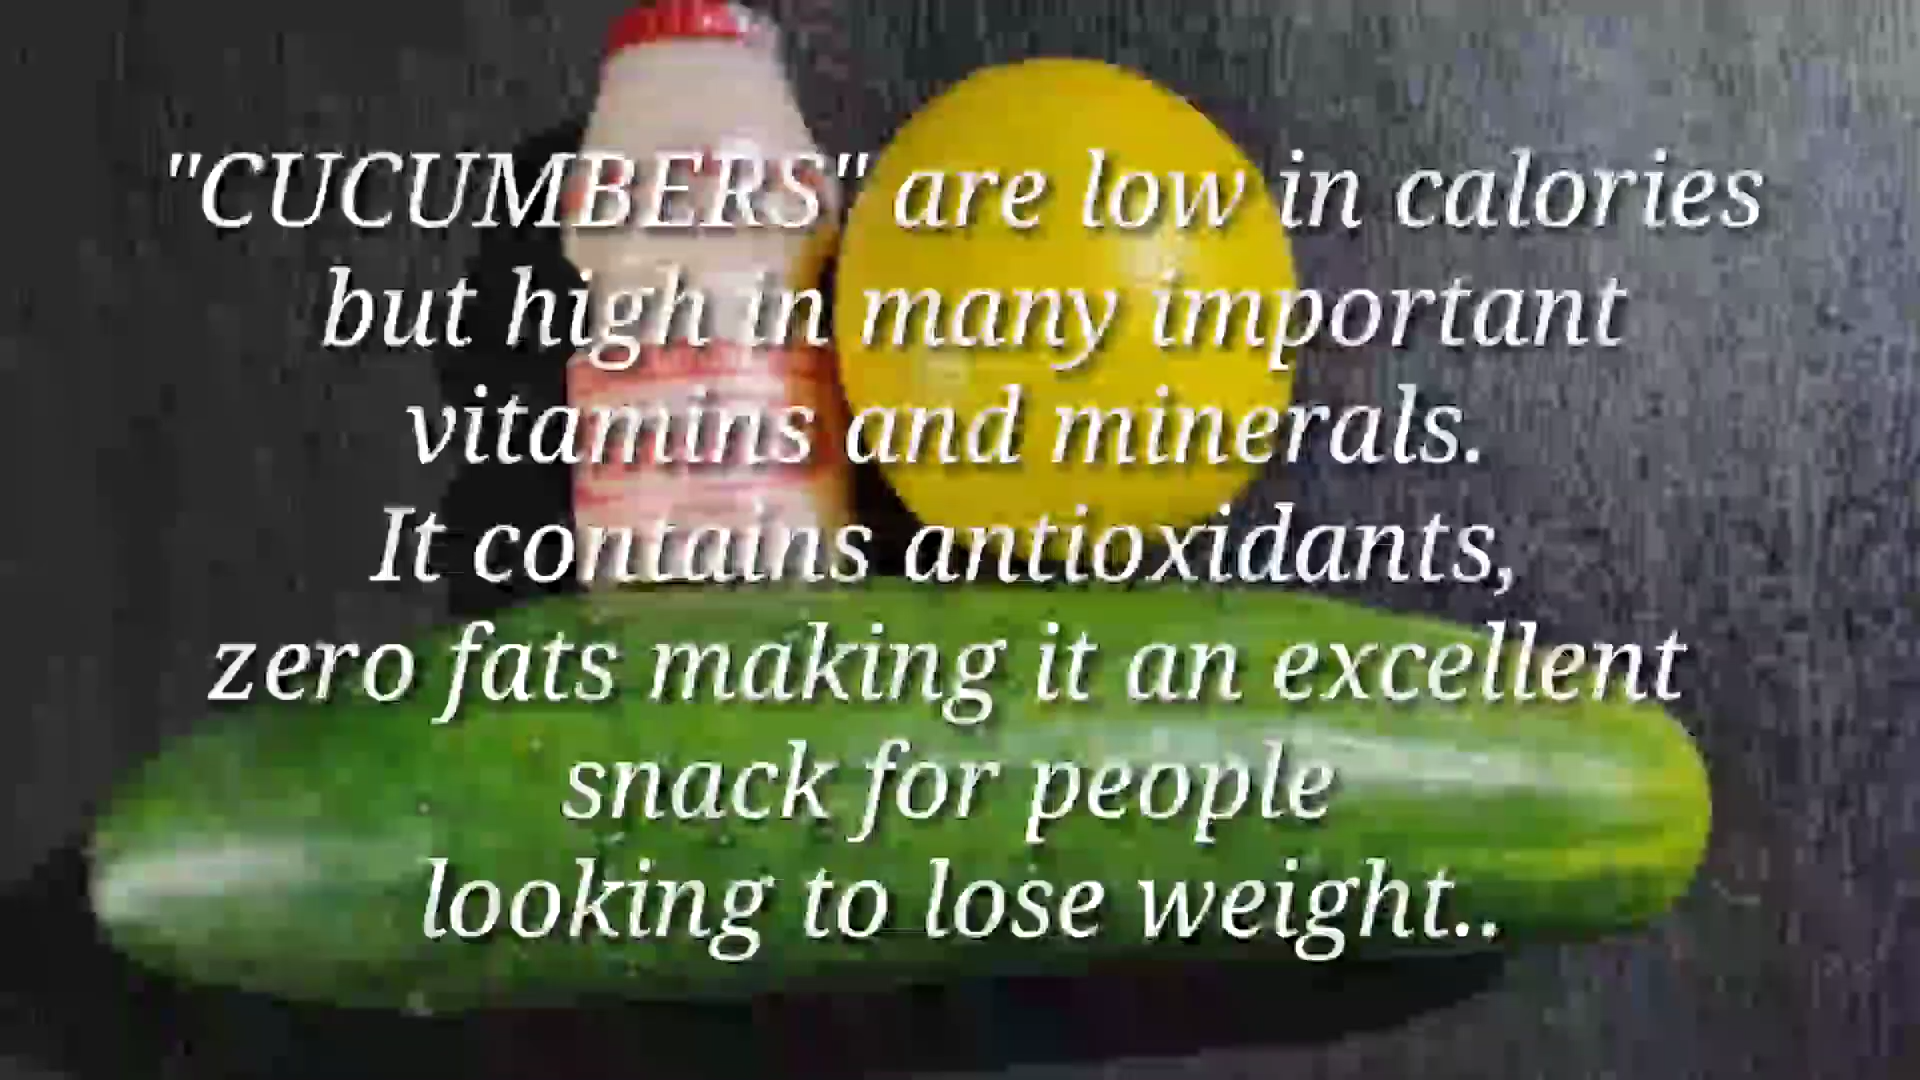 "CUCUMBERS" are low in calories
but high in many important
vitamins and minerals.
It contains antioxidants,
zero fats making it an excellent
snack for people
looking to lose weight..